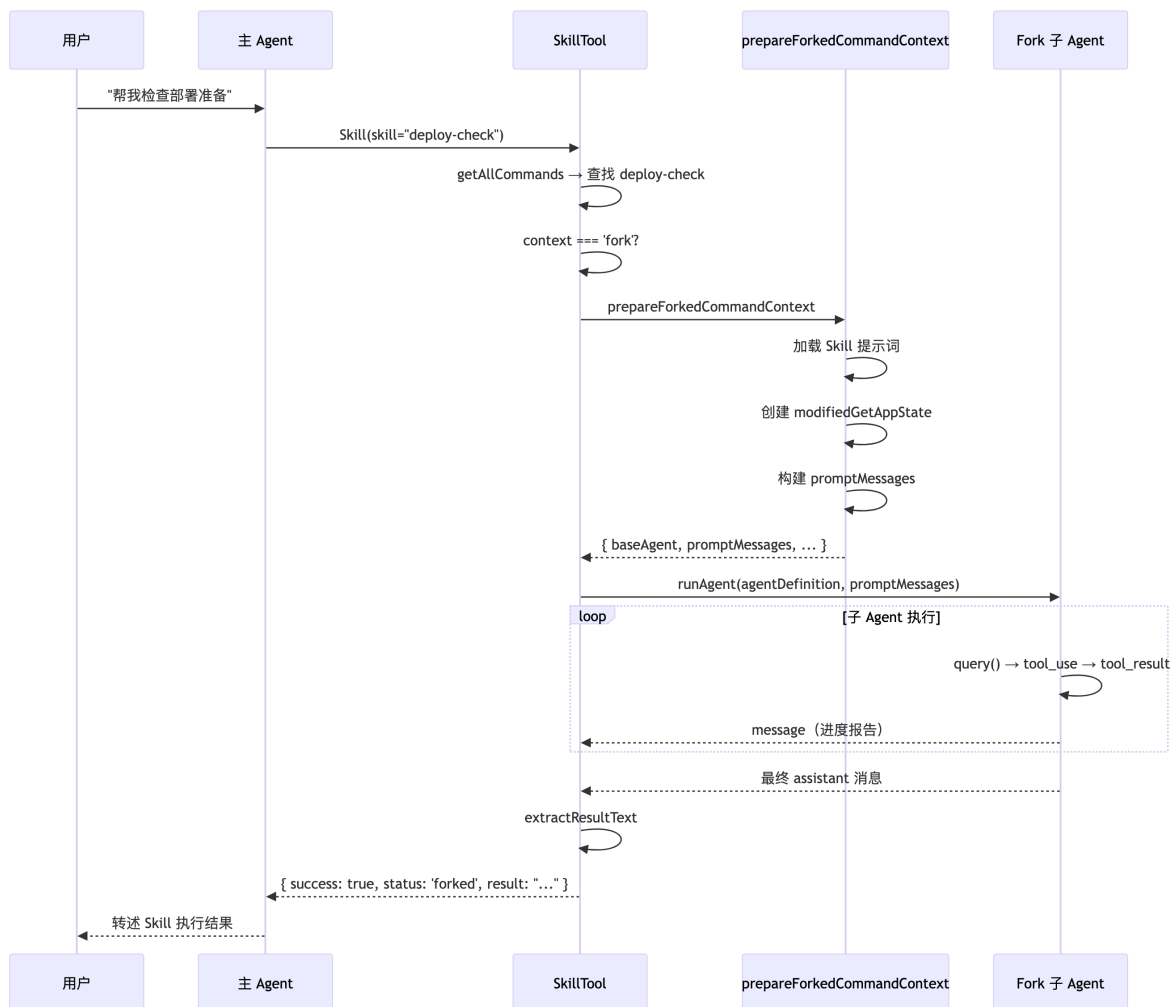 用户
主 Agent
SkillTool
prepareForkedCommandContext
Fork 子 Agent
"帮我检查部署准备"
Skill(skill="deploy-check")
getAllCommands → 查找 deploy-check
context === 'fork'?
prepareForkedCommandContext
加载 Skill 提示词
创建 modifiedGetAppState
构建 promptMessages
{ baseAgent, promptMessages, ... }
runAgent(agentDefinition, promptMessages)
loop
[子 Agent 执行]
query() → tool_use → tool_result
message（进度报告）
最终 assistant 消息
extractResultText
{ success: true, status: 'forked', result: "..." }
转述 Skill 执行结果
用户
主 Agent
SkillTool
prepareForkedCommandContext
Fork 子 Agent